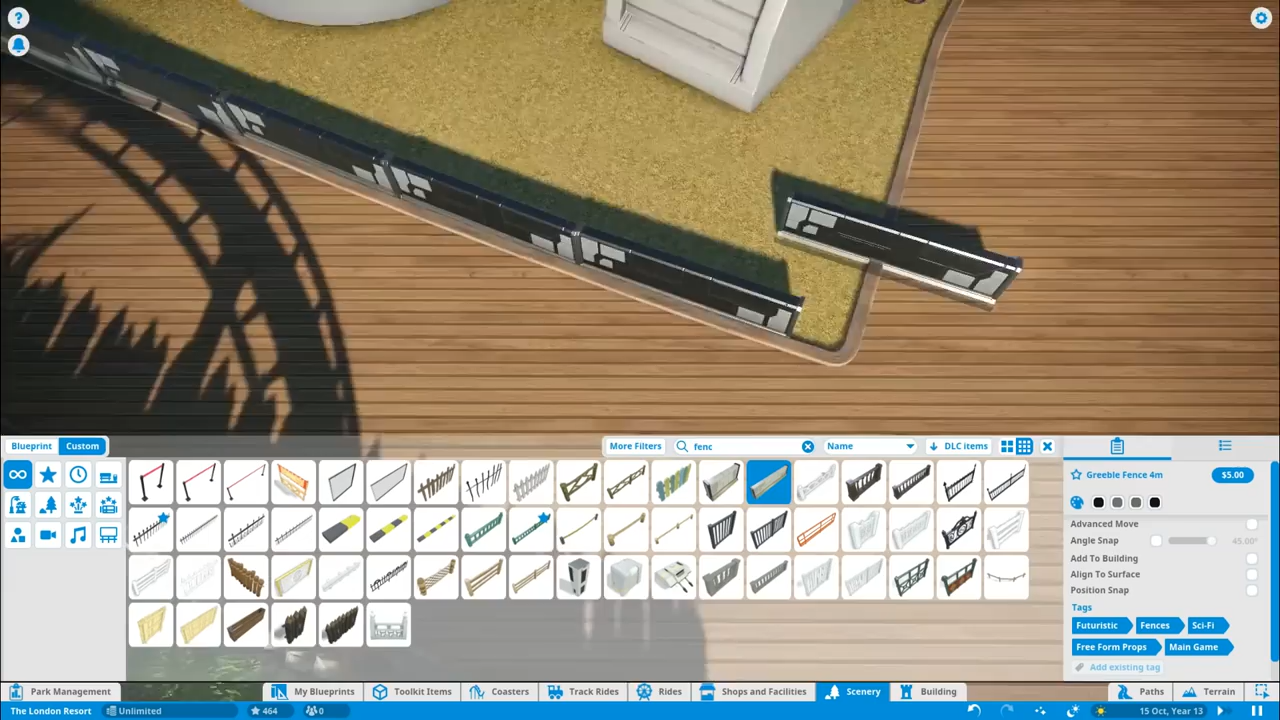 ?
Blueprint
Custom
More Filters
fenc
Name
DLC items
Greeble Fence 4m
$5.00
Advanced Move
Angle Snap
45.00°
Add To Building
Align To Surface
Position Snap
Tags
Futuristic
Fences
Sci-Fi
Free Form Props
Main Game
Add existing tag
Park Management
My Blueprints
Toolkit Items
Coasters
Track Rides
Rides
Shops and Facilities
Scenery
Building
Paths
Terrain
The London Resort
Unlimited
464
0
15 Oct, Year 13